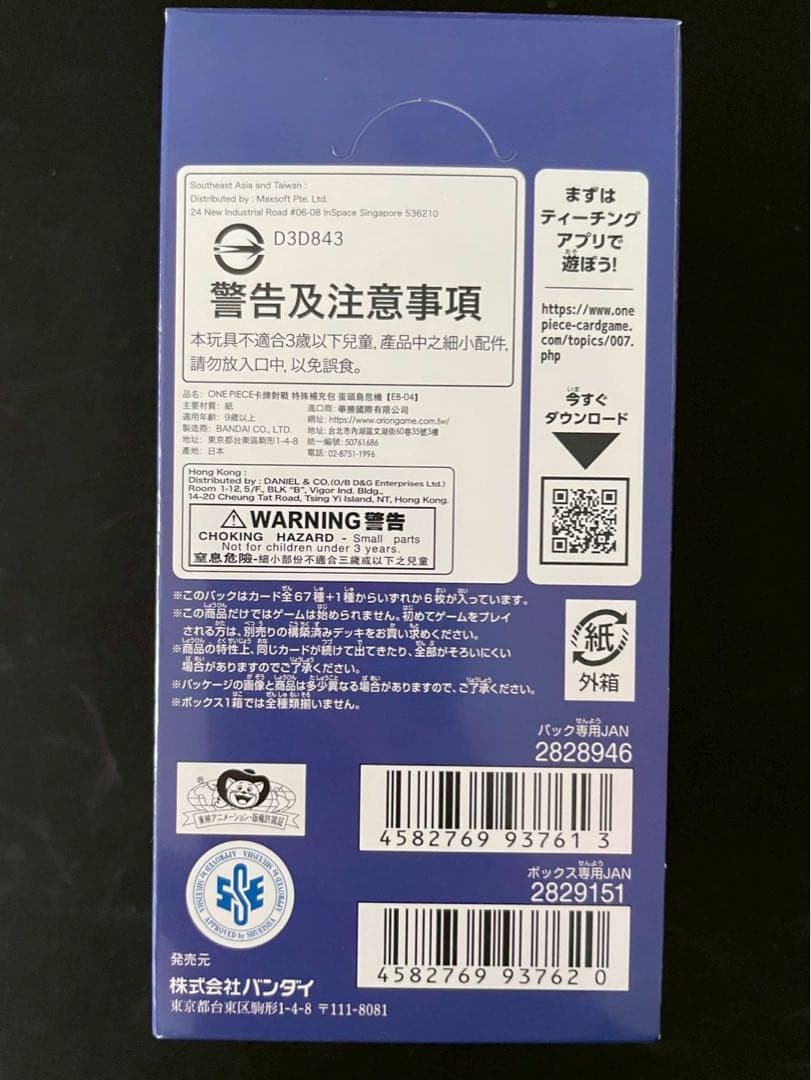 Southeast Asia and Taiwan :
Distributed by : Maxsoft Pte. Ltd.
24 New Industrial Road #06-08 InSpace Singapore 536210
D3D843
警告及注意事項
本玩具不適合3歲以下兒童, 產品中之細小配件,
請勿放入口中, 以免誤食。
品名: ONE PIECE卡牌對戰 特殊補充包 蛋頭島危機【EB-04】
主要材質: 紙
適用年齡: 9歲以上
製造商: BANDAI CO., LTD.
地址: 東京都台東區駒形1-4-8
產地: 日本
進口商: 華勝國際有限公司
網址: https://www.oriongame.com.tw/
地址: 台北市內湖區文湖街60巷35號3樓
統一編號: 50761686
電話: 02-8751-1996
Hong Kong :
Distributed by : DANIEL & CO.(O/B D&G Enterprises Ltd.)
Room 1-12, 5/F., BLK "B", Vigor Ind. Bldg.,
14-20 Cheung Tat Road, Tsing Yi Island, NT, Hong Kong.
⚠WARNING 警告
CHOKING HAZARD - Small parts
Not for children under 3 years.
窒息危險-細小部份不適合三歲或以下之兒童
まずは
ティーチング
アプリで
遊ぼう!
https://www.one
piece-cardgame.
com/topics/007.
php
今すぐ
ダウンロード
※このパックはカード全67種+1種からいずれか6枚が入っています。
※この商品だけではゲームは始められません。初めてゲームをプレイ
される方は、別売りの構築済みデッキをお買い求めください。
※商品の特性上、同じカードが続けて出てきたり、全部がそろいにくい
場合がありますのでご了承ください。
※パッケージの画像と商品は多少異なる場合がありますので、ご了承ください。
※ボックス1箱では全種類揃いません。
紙
外箱
パック専用JAN
2828946
4582769 937613
ボックス専用JAN
2829151
4582769 937620
東映アニメーション・版権許諾証
APPROVED by SHUEISHA
発売元
株式会社バンダイ
東京都台東区駒形1-4-8 〒111-8081